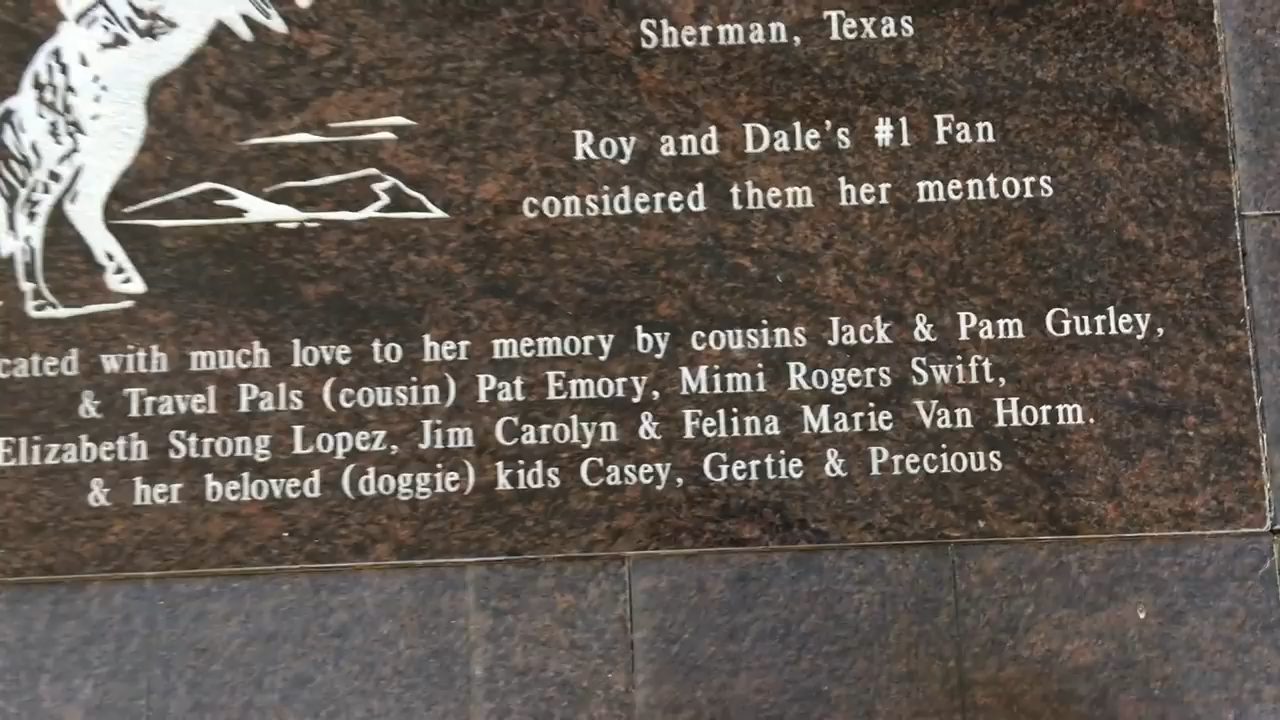 Sherman, Texas
Roy and Dale's #1 Fan
considered them her mentors
cated with much love to her memory by cousins Jack & Pam Gurley,
& Travel Pals (cousin) Pat Emory, Mimi Rogers Swift,
Elizabeth Strong Lopez, Jim Carolyn & Felina Marie Van Horm.
& her beloved (doggie) kids Casey, Gertie & Precious